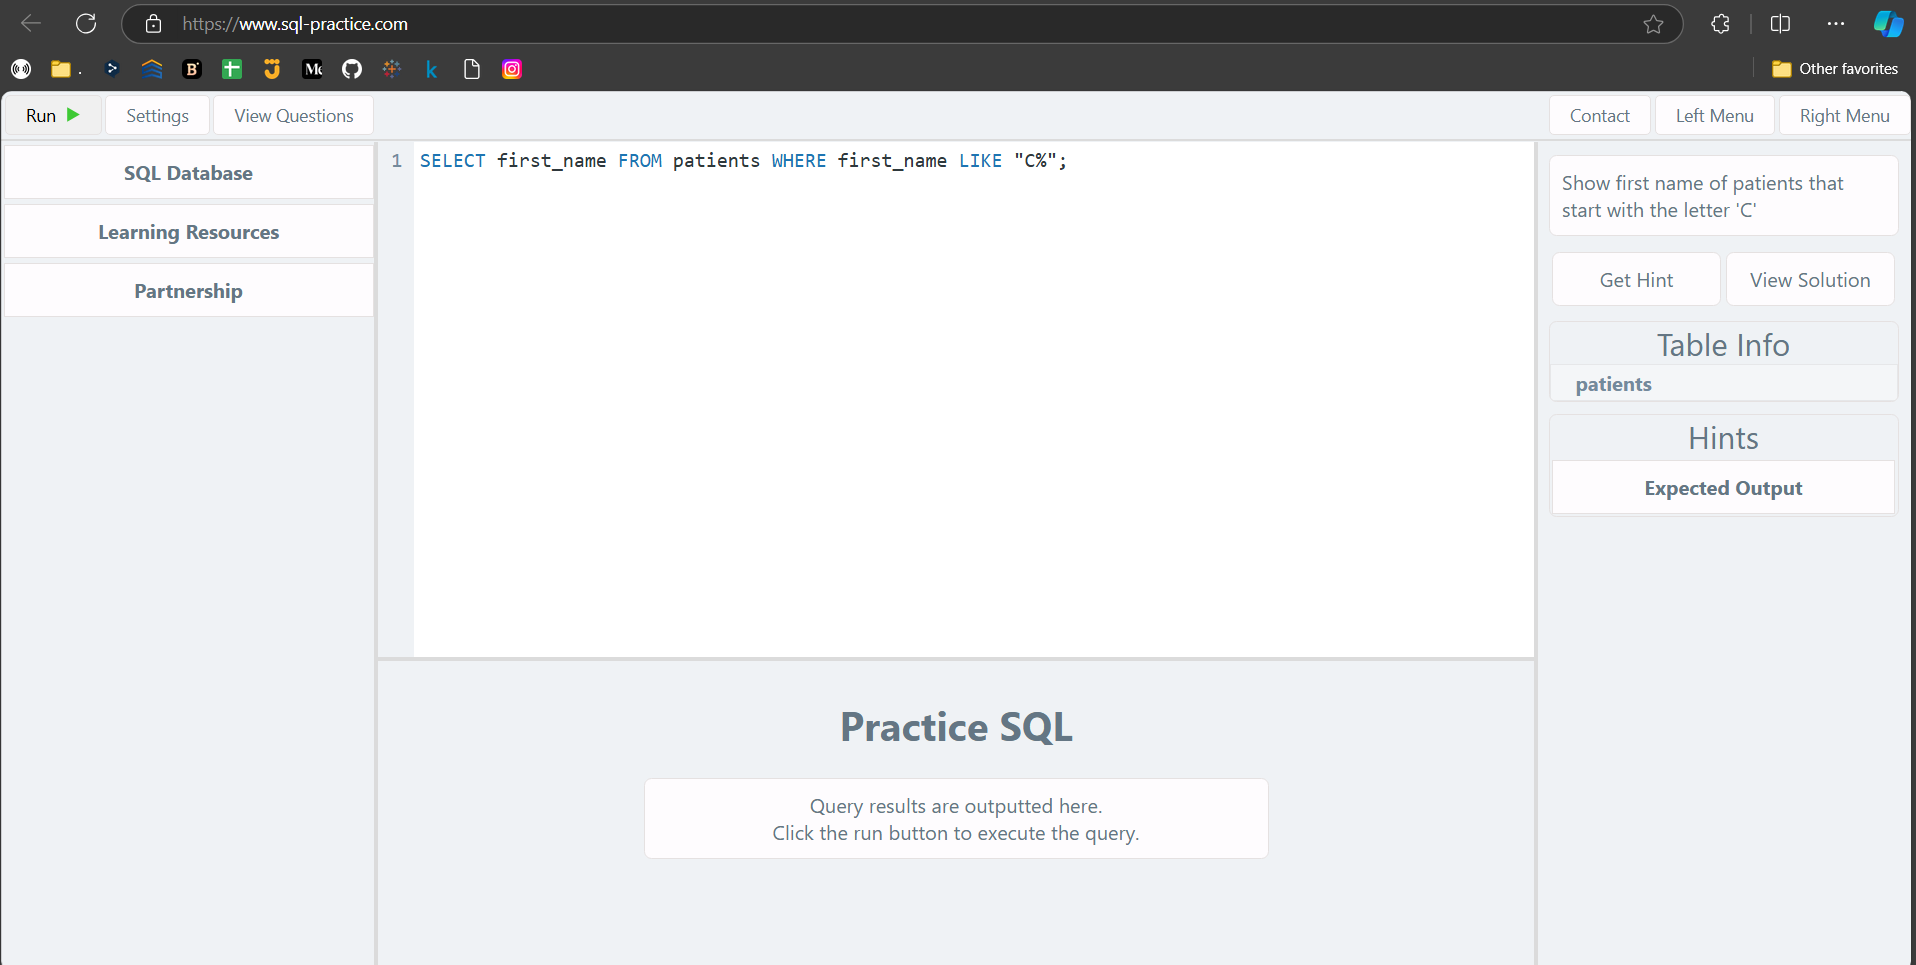 https://www.sql-practice.com
.
B
Mc
k
Other favorites
Run
Settings
View Questions
Contact
Left Menu
Right Menu
SQL Database
Learning Resources
Partnership
1 SELECT first_name FROM patients WHERE first_name LIKE "C%";
Show first name of patients that
start with the letter 'C'
Get Hint
View Solution
Table Info
patients
Hints
Expected Output
Practice SQL
Query results are outputted here.
Click the run button to execute the query.